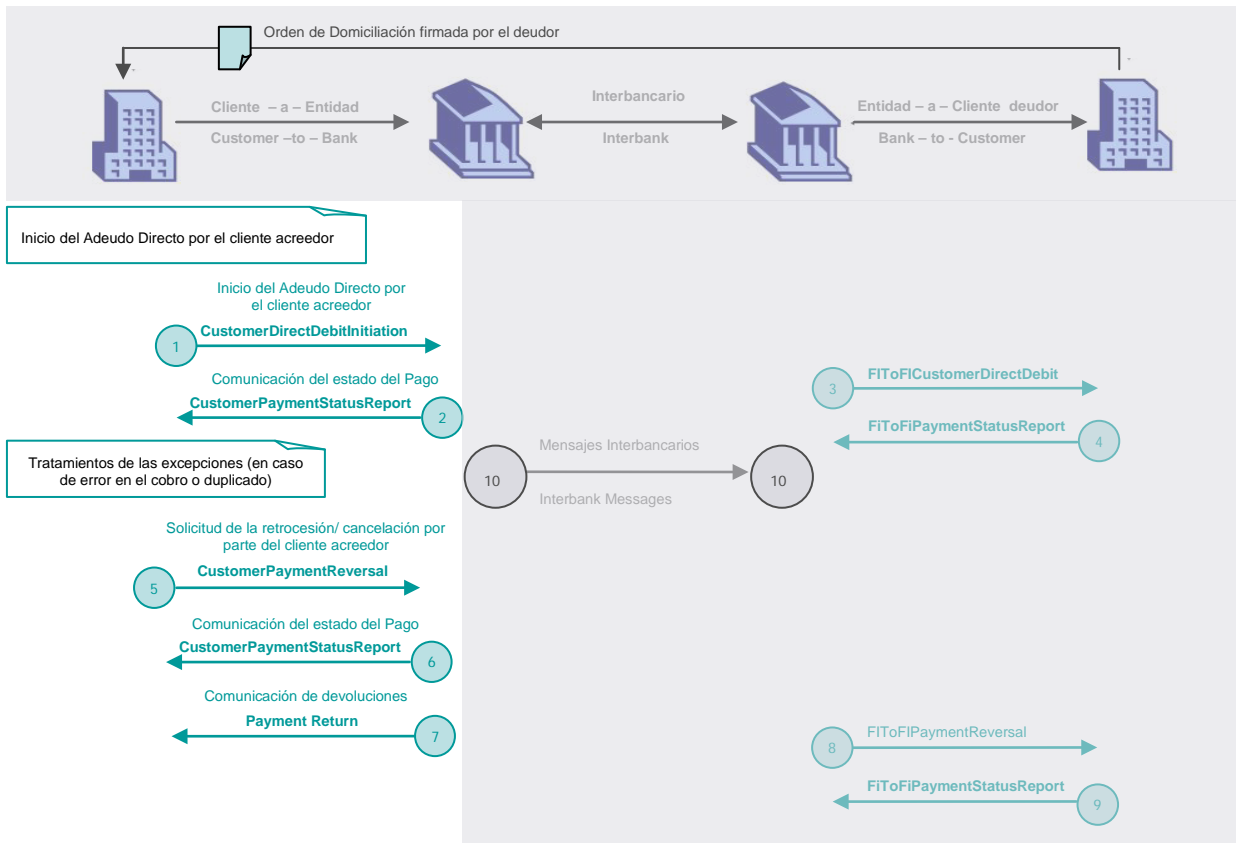 Orden de Domiciliación firmada por el deudor
Cliente – a – Entidad
Customer –to – Bank
Interbancario
Interbank
Entidad – a – Cliente deudor
Bank – to - Customer
Inicio del Adeudo Directo por el cliente acreedor
Inicio del Adeudo Directo por
el cliente acreedor
CustomerDirectDebitInitiation
1
Comunicación del estado del Pago
CustomerPaymentStatusReport
2
FIToFICustomerDirectDebit
3
FiToFiPaymentStatusReport
4
Tratamientos de las excepciones (en caso
de error en el cobro o duplicado)
Mensajes Interbancarios
10
10
Interbank Messages
Solicitud de la retrocesión/ cancelación por
parte del cliente acreedor
CustomerPaymentReversal
5
Comunicación del estado del Pago
CustomerPaymentStatusReport
6
Comunicación de devoluciones
Payment Return
7
FIToFIPaymentReversal
8
FiToFiPaymentStatusReport
9